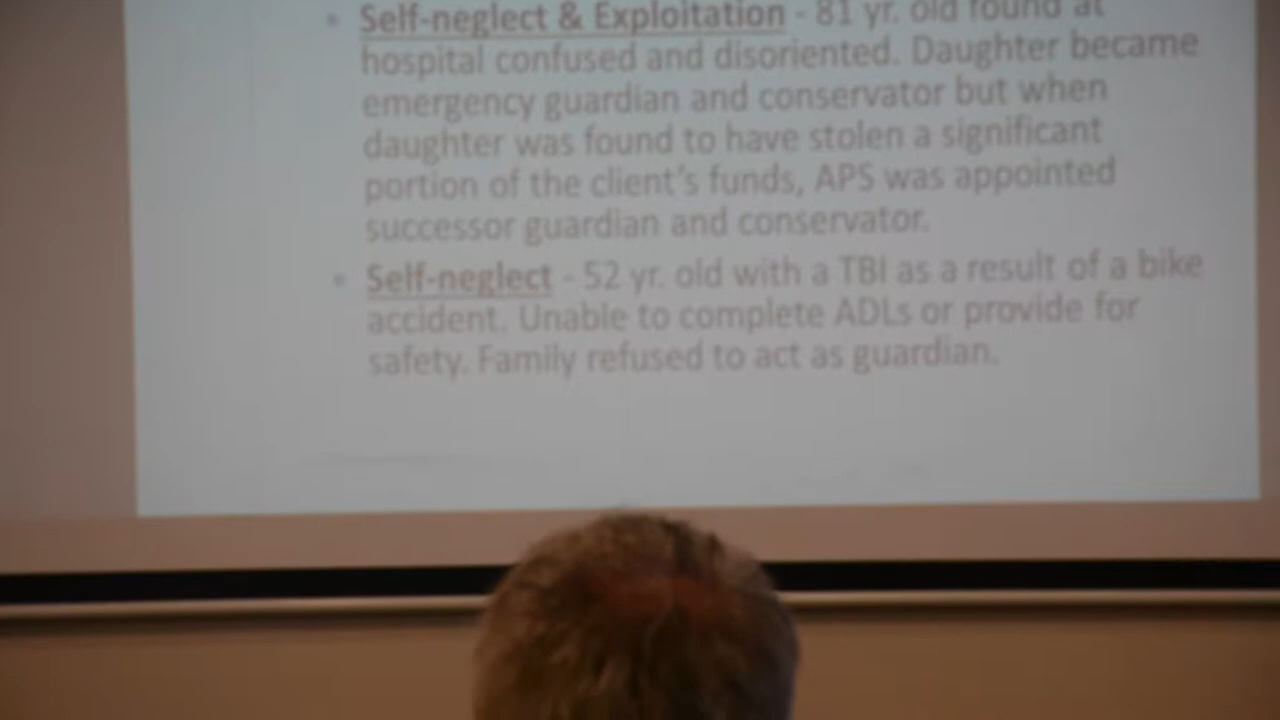 • Self-neglect & Exploitation - 81 yr. old found at
hospital confused and disoriented. Daughter became
emergency guardian and conservator but when
daughter was found to have stolen a significant
portion of the client's funds, APS was appointed
successor guardian and conservator.
• Self-neglect - 52 yr. old with a TBI as a result of a bike
accident. Unable to complete ADLs or provide for
safety. Family refused to act as guardian.